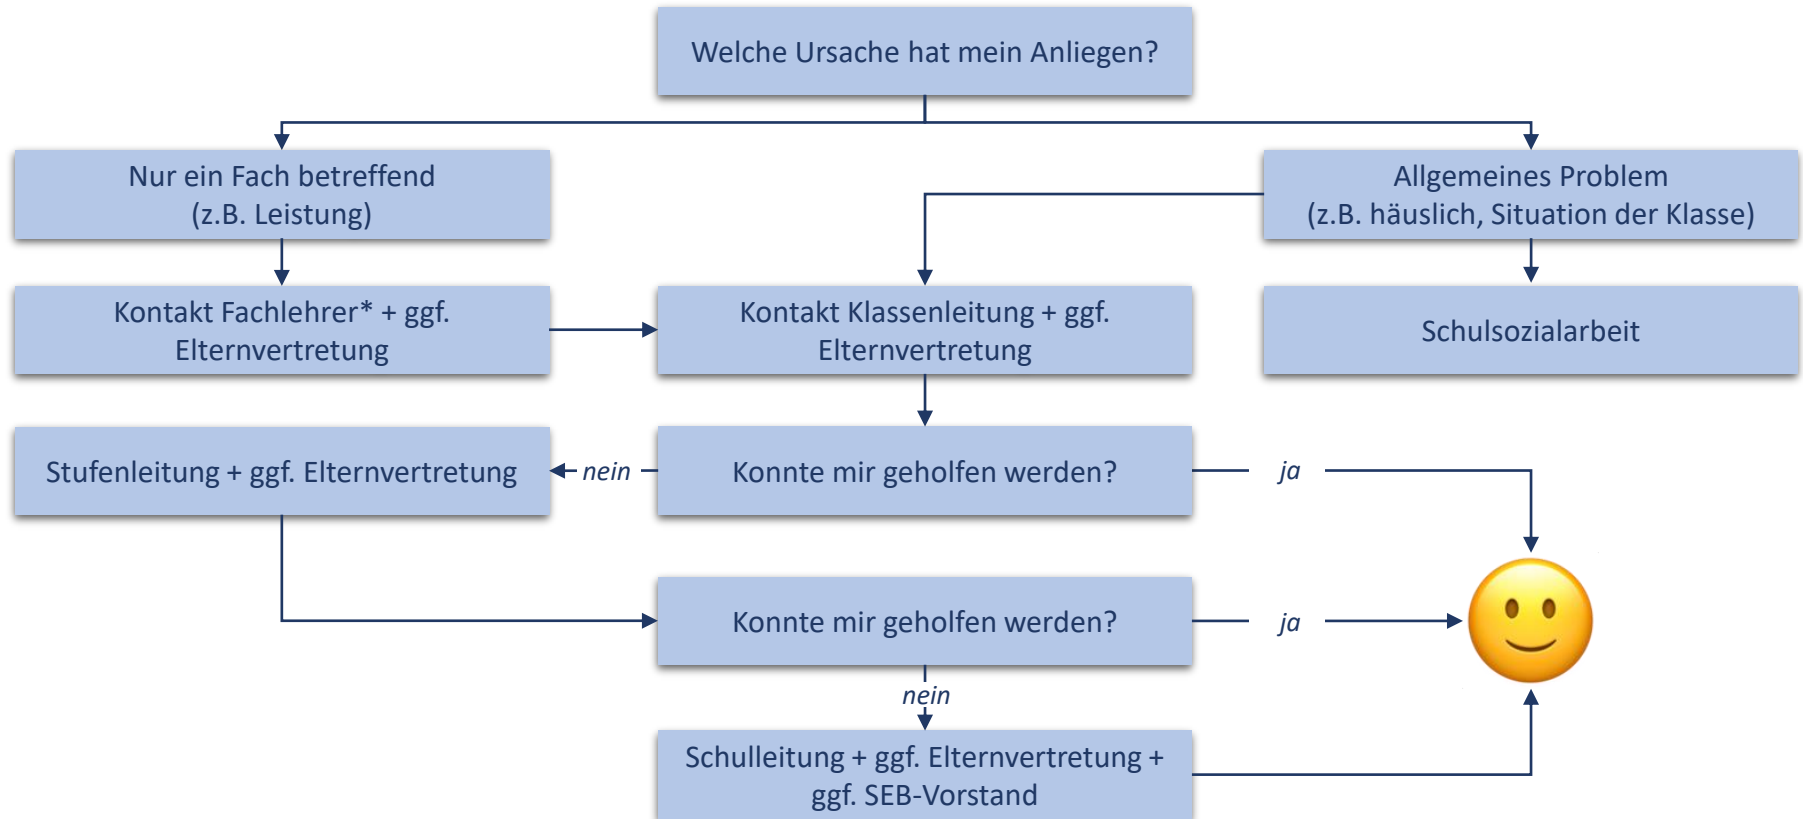 Welche Ursache hat mein Anliegen?
Nur ein Fach betreffend
(z.B. Leistung)
Allgemeines Problem
(z.B. häuslich, Situation der Klasse)
Kontakt Fachlehrer* + ggf.
Elternvertretung
Kontakt Klassenleitung + ggf.
Elternvertretung
Schulsozialarbeit
Stufenleitung + ggf. Elternvertretung
nein
Konnte mir geholfen werden?
ja
Konnte mir geholfen werden?
ja
nein
Schulleitung + ggf. Elternvertretung +
ggf. SEB-Vorstand